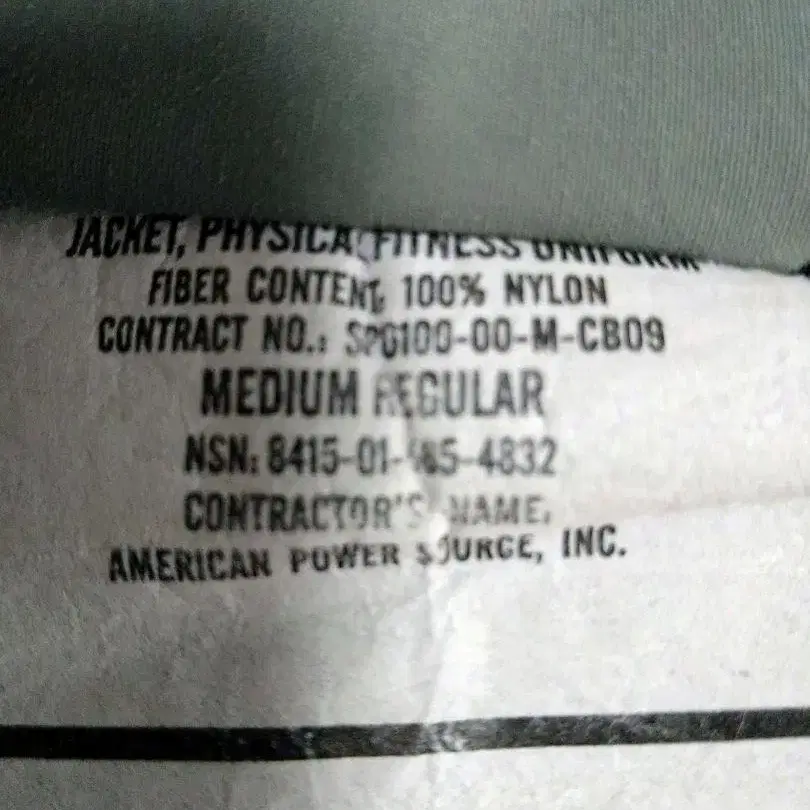 JACKET, PHYSICAL FITNESS UNIFORM
FIBER CONTENT, 100% NYLON
CONTRACT NO.: SP0100-00-M-CB09
MEDIUM REGULAR
NSN: 8415-01-465-4832
CONTRACTOR'S NAME,
AMERICAN POWER SOURCE, INC.